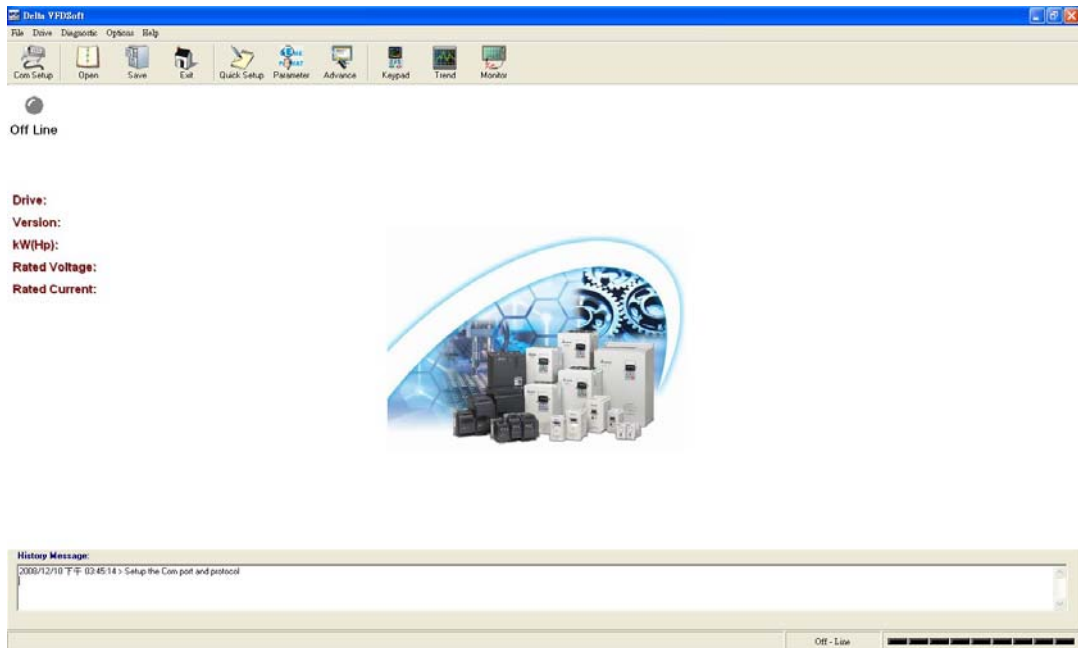 Delta VFDSoft
File Drive Diagnostic Options Help
Com Setup Open Save Exit Quick Setup Parameter Advance Keypad Trend Monitor
Off Line
Drive:
Version:
kW(Hp):
Rated Voltage:
Rated Current:
History Message:
2008/12/10 下午 03:45:14 > Setup the Com port and protocol
Off - Line